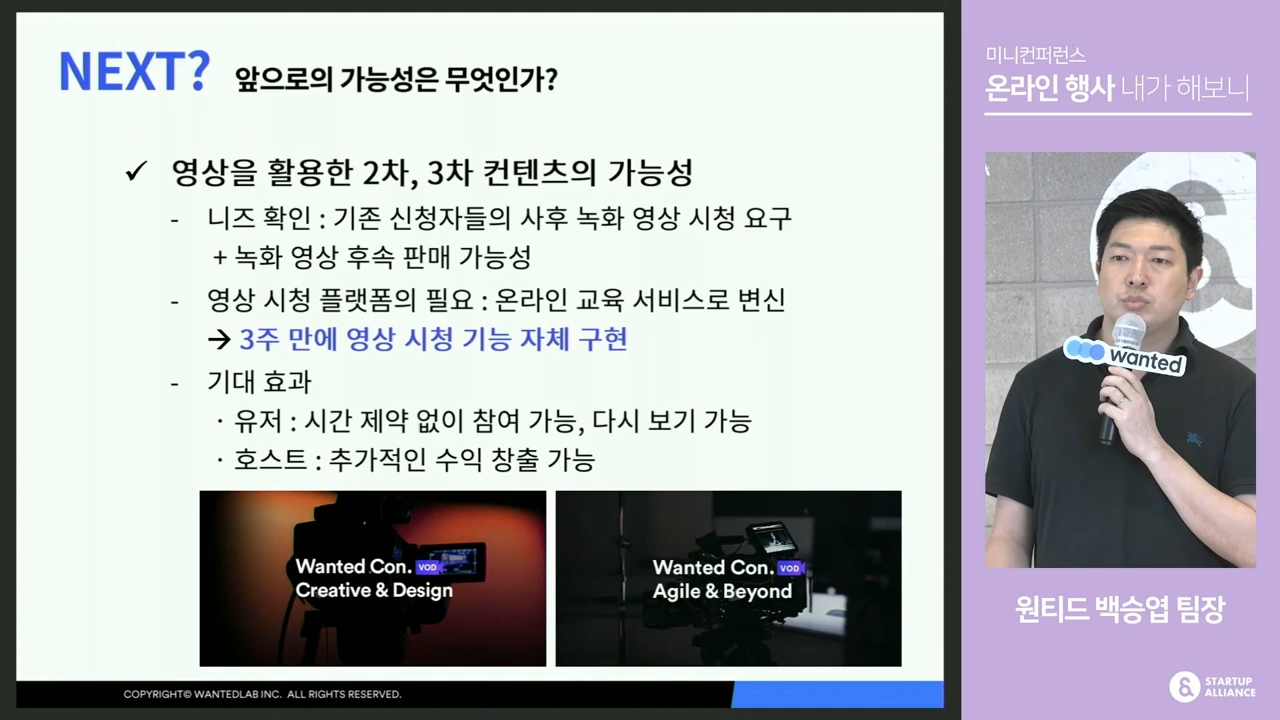 NEXT? 앞으로의 가능성은 무엇인가?
✓ 영상을 활용한 2차, 3차 컨텐츠의 가능성
- 니즈 확인 : 기존 신청자들의 사후 녹화 영상 시청 요구
+ 녹화 영상 후속 판매 가능성
- 영상 시청 플랫폼의 필요 : 온라인 교육 서비스로 변신
→ 3주 만에 영상 시청 기능 자체 구현
- 기대 효과
· 유저 : 시간 제약 없이 참여 가능, 다시 보기 가능
· 호스트 : 추가적인 수익 창출 가능
Wanted Con. VOD
Creative & Design
Wanted Con. VOD
Agile & Beyond
COPYRIGHT© WANTEDLAB INC. ALL RIGHTS RESERVED.
미니컨퍼런스
온라인 행사 내가 해보니
wanted
원티드 백승엽 팀장
STARTUP
ALLIANCE